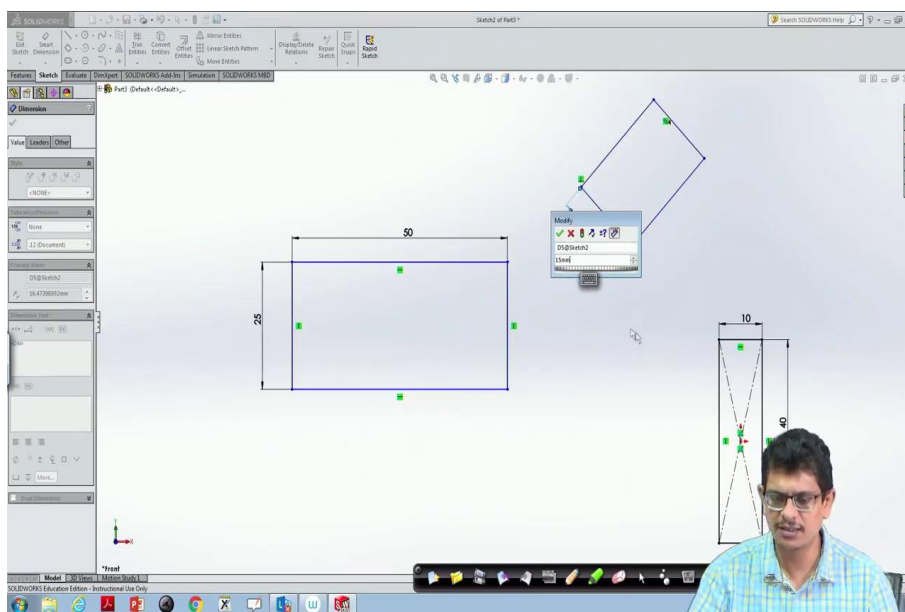 SOLIDWORKS
Sketch2 of Part3 *
Search SOLIDWORKS Help
Exit Sketch
Smart Dimension
Trim Entities
Convert Entities
Offset Entities
Mirror Entities
Linear Sketch Pattern
Move Entities
Display/Delete Relations
Repair Sketch
Quick Snaps
Rapid Sketch
Features Sketch Evaluate DimXpert SOLIDWORKS Add-Ins Simulation SOLIDWORKS MBD
Part3 (Default<<Default>_...
Dimension
Value Leaders Other
Style
<NONE>
Tolerance/Precision
None
.12 (Document)
Primary Value
D5@Sketch2
16.47398992mm
Dimension Text
More...
50
25
Modify
D5@Sketch2
15mm
10
40
Y
X
*Front
Model 3D Views Motion Study 1
SOLIDWORKS Education Edition - Instructional Use Only